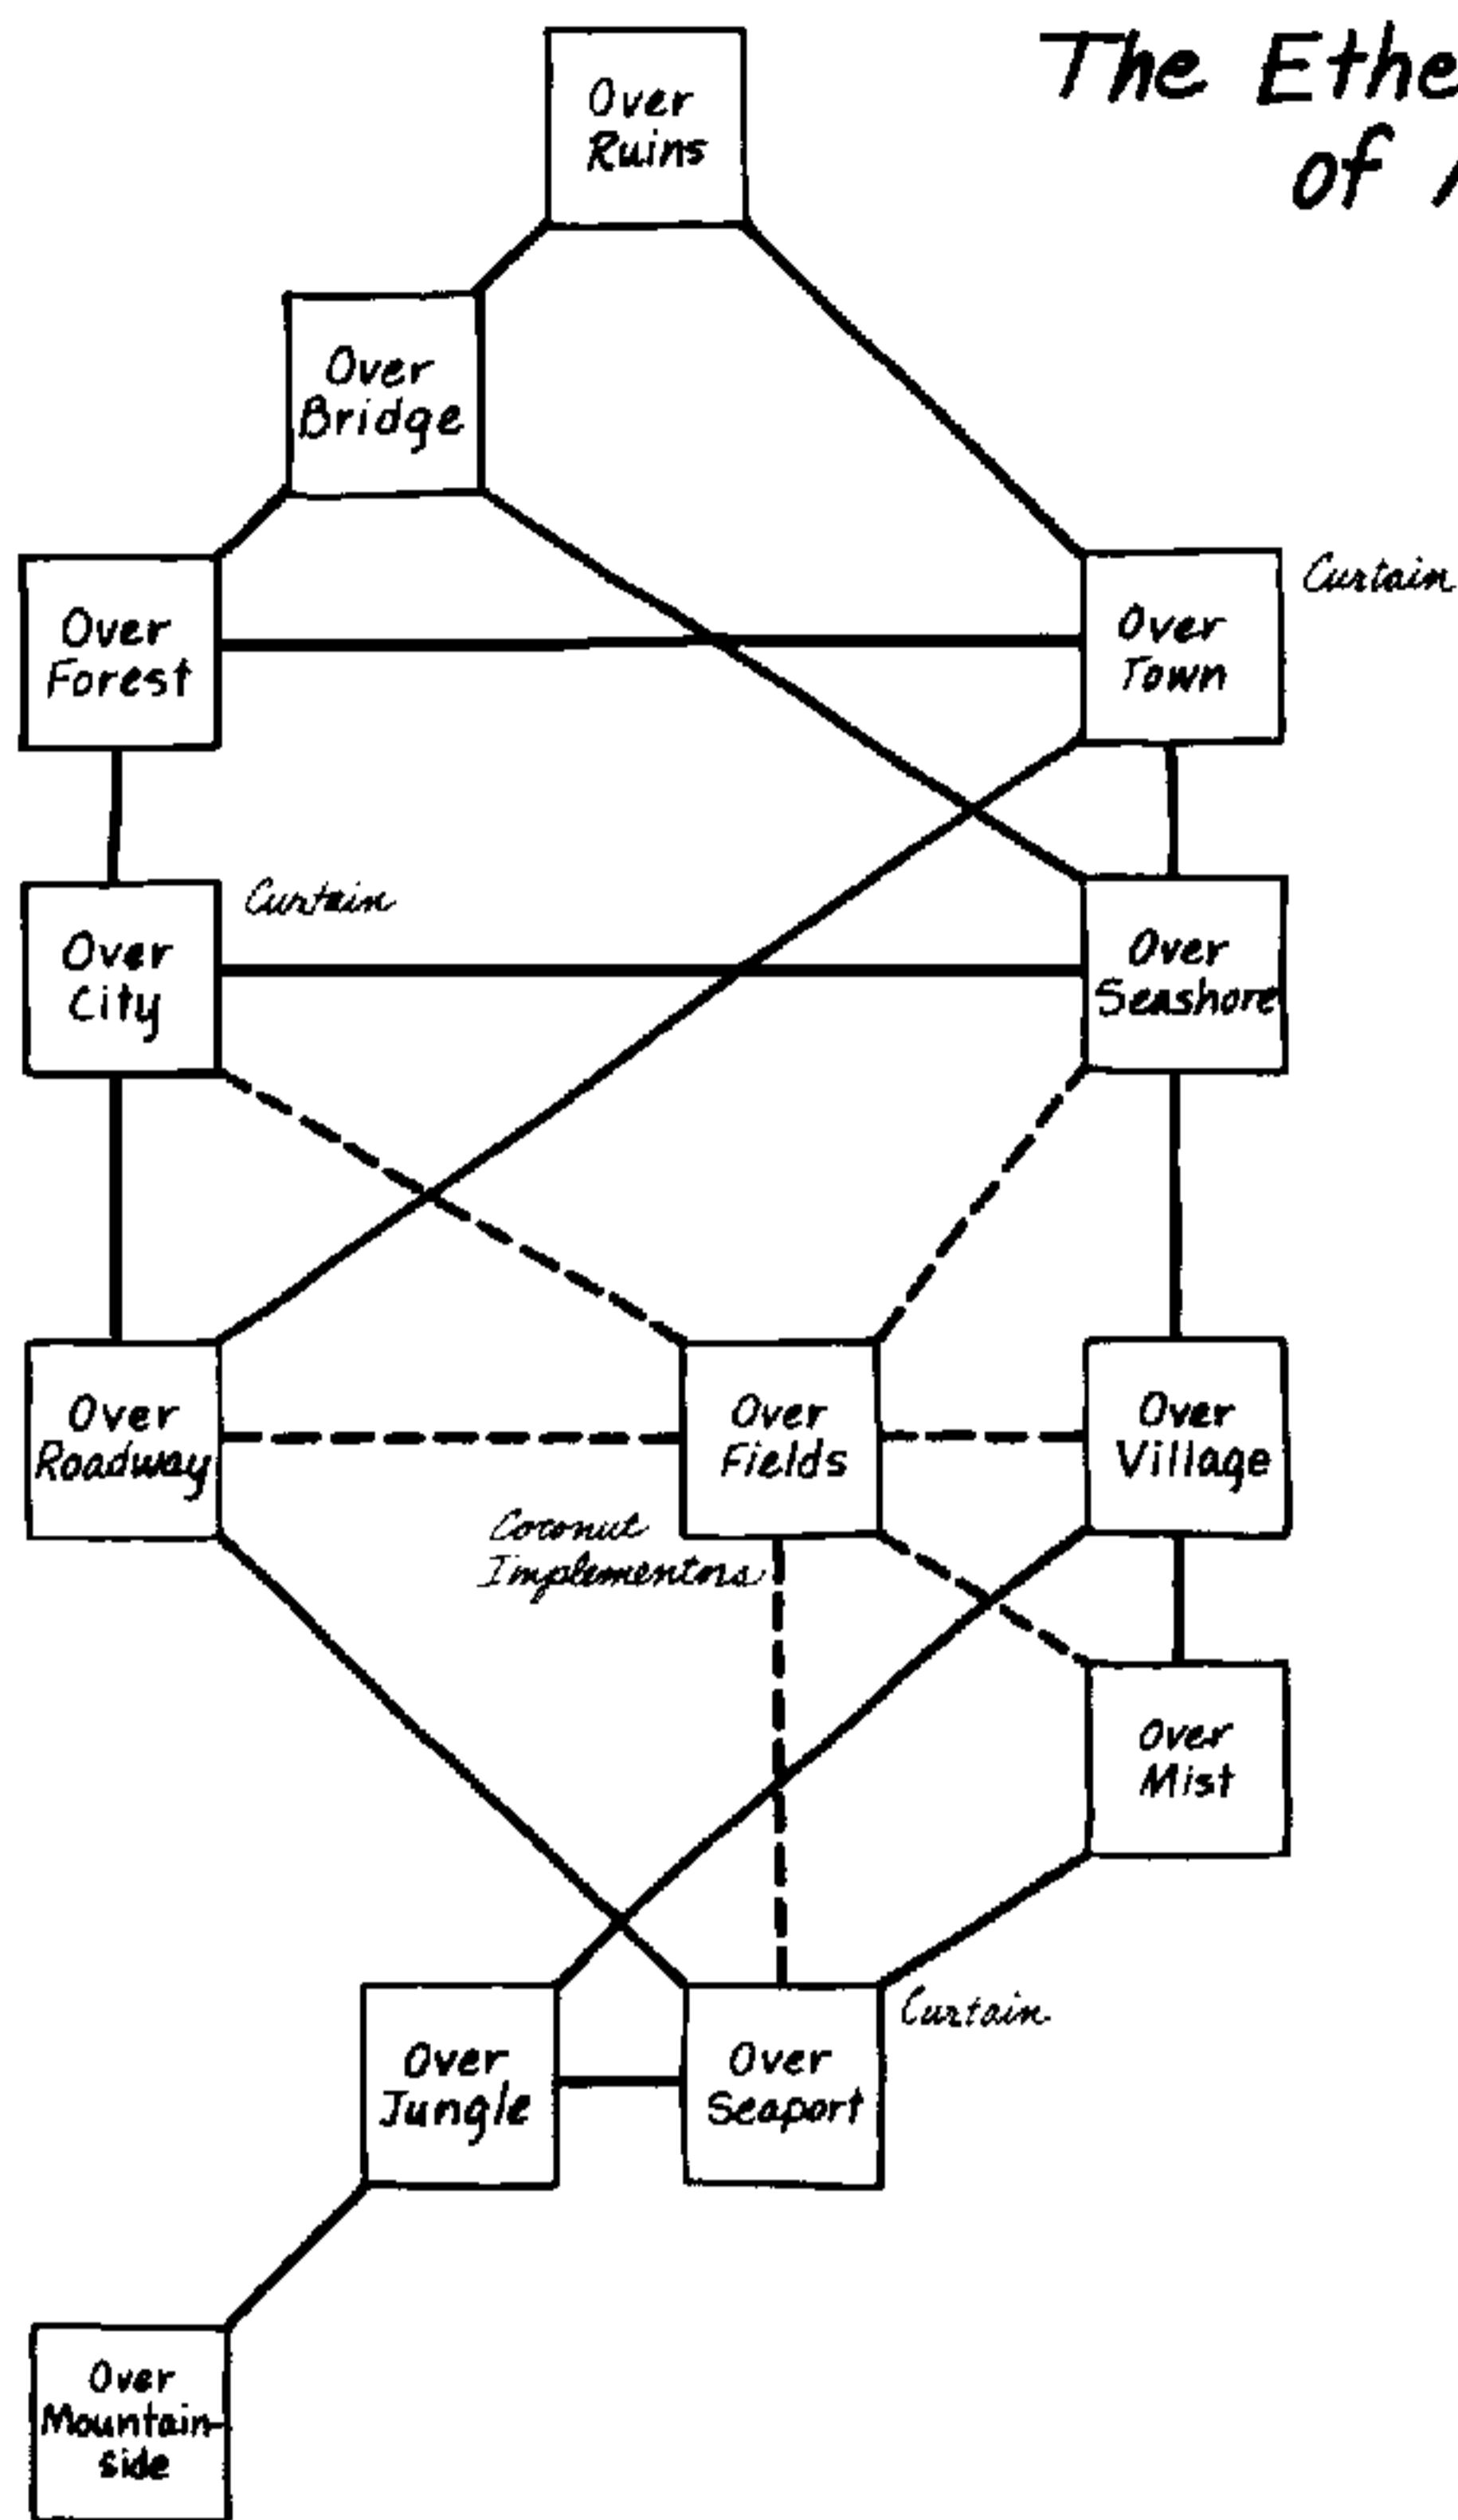 The Ethe
of
Over
Ruins
Over
Bridge
Over
Forest
Over
Town
Curtain
Over
City
Curtain
Over
Seashore
Over
Roadway
Over
Fields
Over
Village
Coconut
Implementors
Over
Mist
Over
Jungle
Over
Seaport
Curtain
Over
Mountain-
side